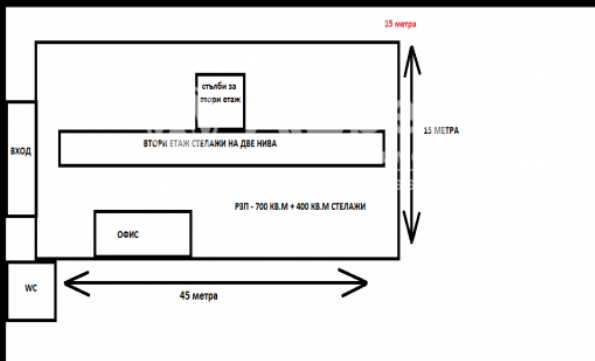 15 метра
стълби за
втори етаж
15 МЕТРА
ВХОД
ВТОРИ ЕТАЖ СТЕЛАЖИ НА ДВЕ НИВА
РЗП - 700 КВ.М + 400 КВ.М СТЕЛАЖИ
ОФИС
WC
45 метра